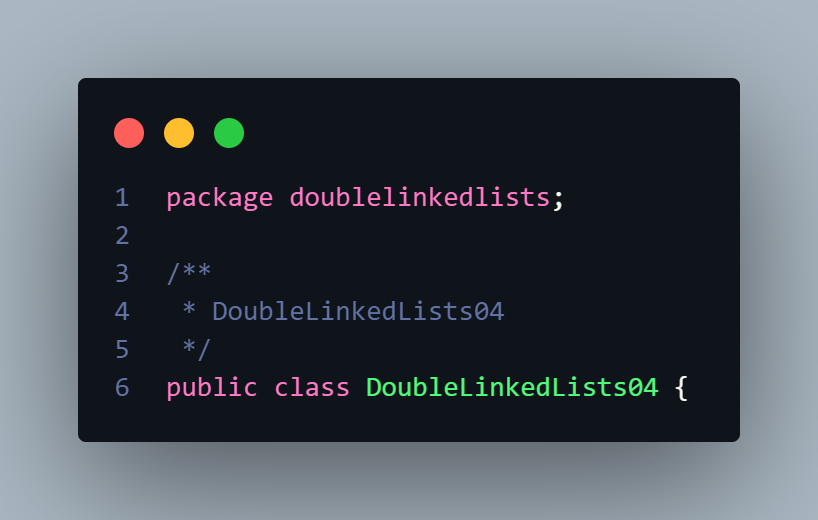 1 package doublelinkedlists;
2
3 /**
4  * DoubleLinkedLists04
5  */
6 public class DoubleLinkedLists04 {